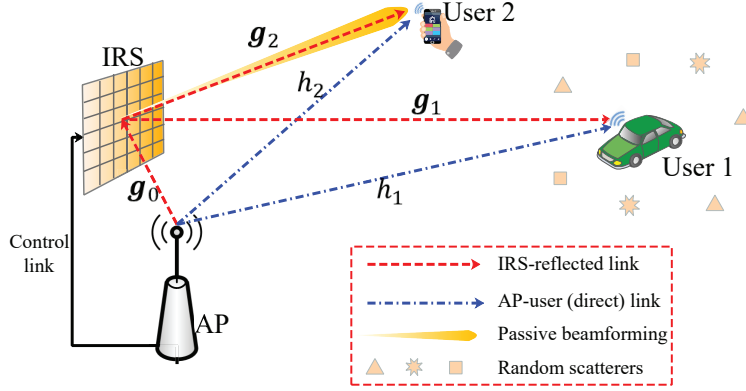 User 2
IRS
g₂
h₂
g₁
User 1
g₀
h₁
Control
link
AP
IRS-reflected link
AP-user (direct) link
Passive beamforming
Random scatterers